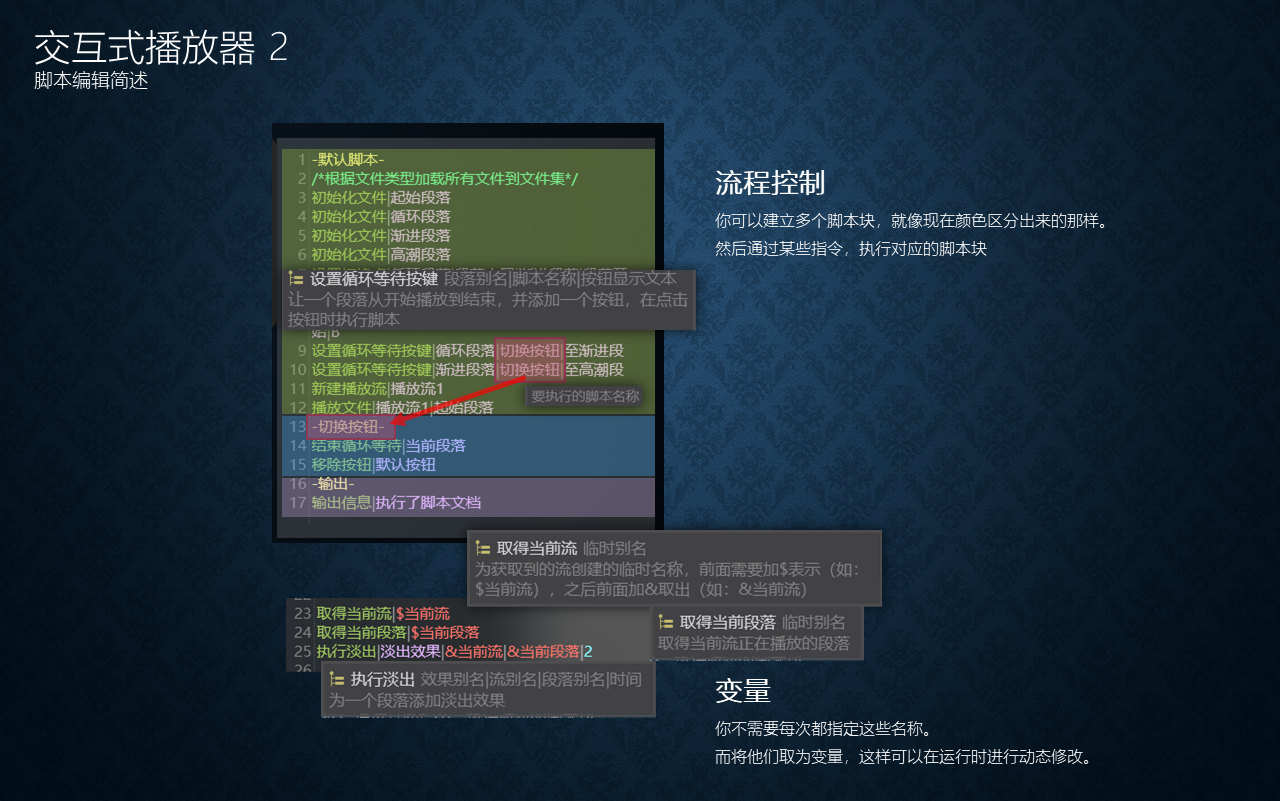 交互式播放器 2
脚本编辑简述
1 -默认脚本-
2 /*根据文件类型加载所有文件到文件集*/
3 初始化文件|起始段落
4 初始化文件|循环段落
5 初始化文件|渐进段落
6 初始化文件|高潮段落
设置循环等待按键 段落别名|脚本名称|按钮显示文本
让一个段落从开始播放到结束，并添加一个按钮，在点击
按钮时执行脚本
始|B
9 设置循环等待按键|循环段落|切换按钮|至渐进段
10 设置循环等待按键|渐进段落|切换按钮|至高潮段
11 新建播放流|播放流1
要执行的脚本名称
12 播放文件|播放流1|起始段落
13 -切换按钮-
14 结束循环等待|当前段落
15 移除按钮|默认按钮
16 -输出-
17 输出信息|执行了脚本文档
流程控制
你可以建立多个脚本块，就像现在颜色区分出来的那样。
然后通过某些指令，执行对应的脚本块
取得当前流 临时别名
为获取到的流创建的临时名称，前面需要加$表示（如：
$当前流），之后前面加&取出（如：&当前流）
23 取得当前流|$当前流
24 取得当前段落|$当前段落
25 执行淡出|淡出效果|&当前流|&当前段落|2
26
取得当前段落 临时别名
取得当前流正在播放的段落
执行淡出 效果别名|流别名|段落别名|时间
为一个段落添加淡出效果
变量
你不需要每次都指定这些名称。
而将他们取为变量，这样可以在运行时进行动态修改。